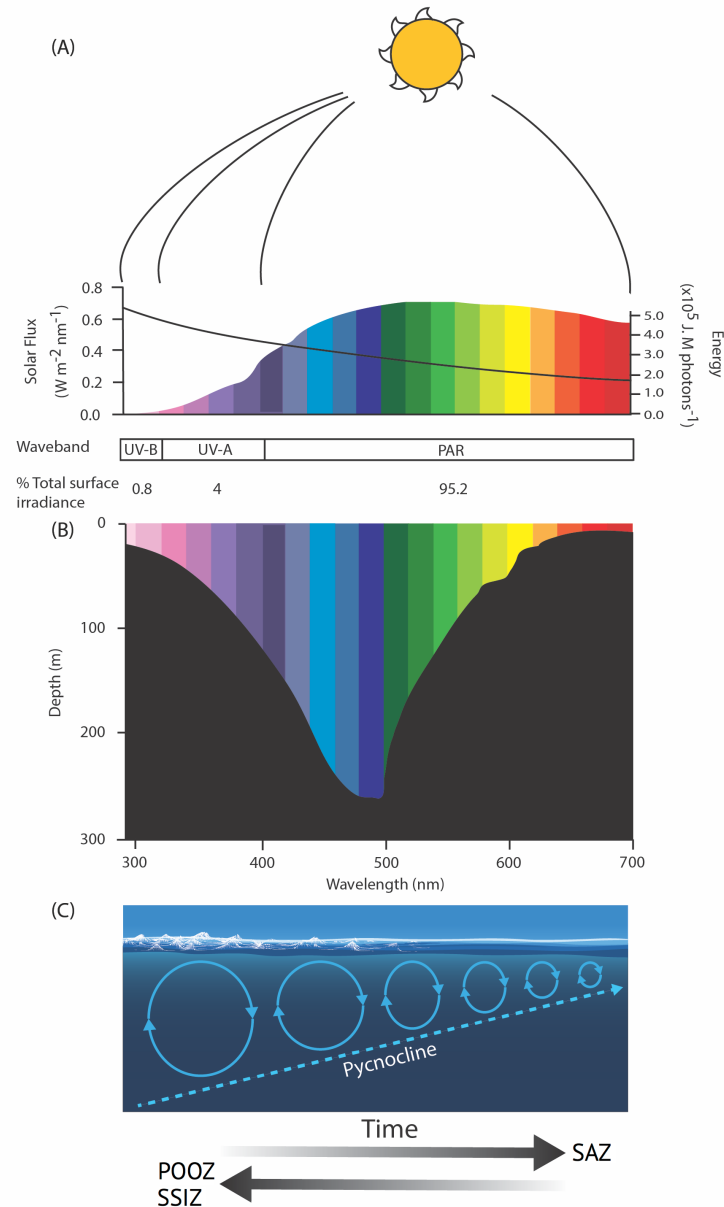 (A)
0.8
0.6
0.4
0.2
0.0
Solar Flux
(W m-2 nm-1)
5.0
4.0
3.0
2.0
1.0
0.0
Energy
(x10⁵ J. M photons⁻¹)
Waveband
UV-B
UV-A
PAR
% Total surface
irradiance
0.8
4
95.2
(B)
0
100
200
300
Depth (m)
300
400
500
600
700
Wavelength (nm)
(C)
Pycnocline
Time
SAZ
POOZ
SSIZ